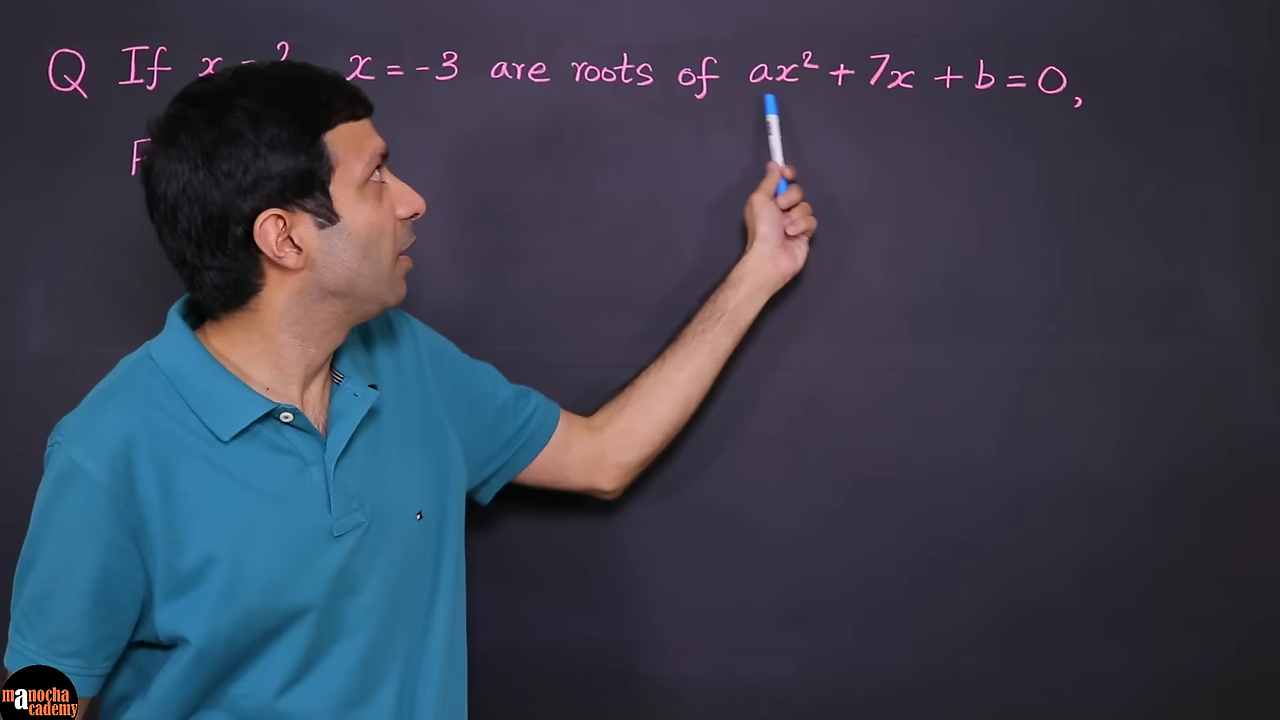 Q If x = x = -3 are roots of ax² + 7x + b = 0,
manocha
academy